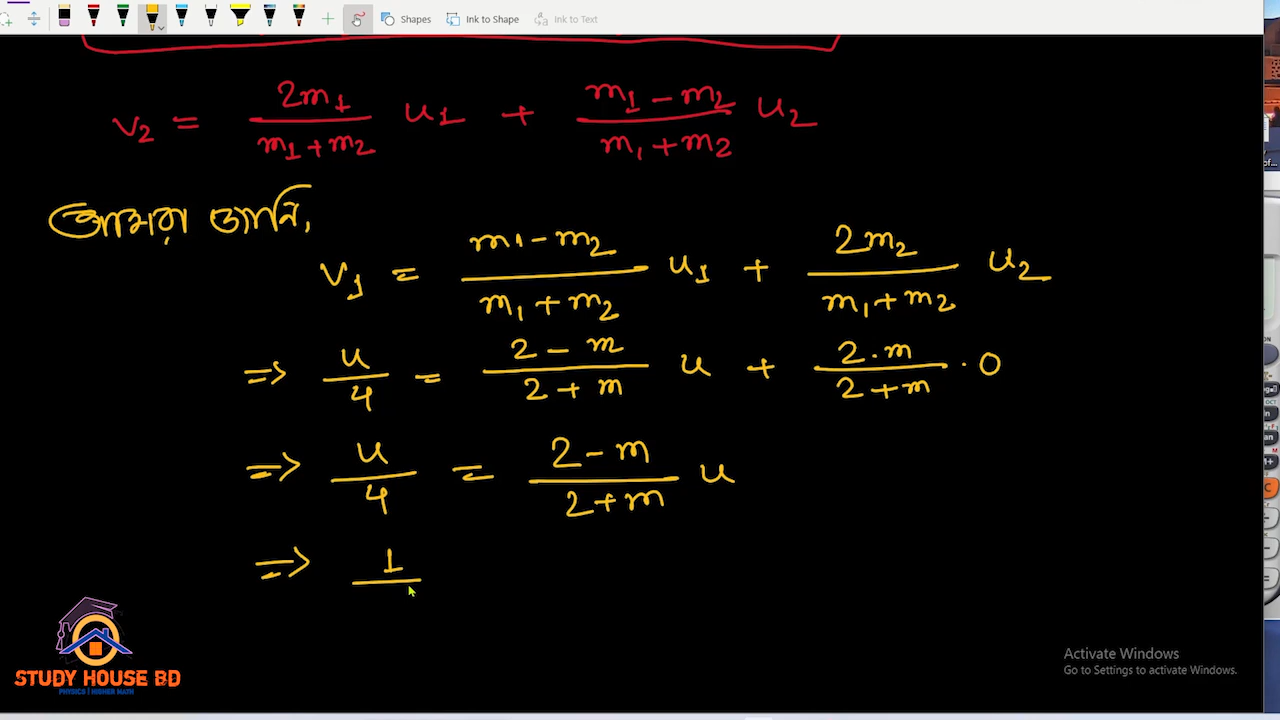 Shapes Ink to Shape Ink to Text
v2 = 2m1/m1+m2 u1 + m1-m2/m1+m2 u2
আমরা জানি,
v1 = m1-m2/m1+m2 u1 + 2m2/m1+m2 u2
=> u/4 = 2-m/2+m u + 2.m/2+m . 0
=> u/4 = 2-m/2+m u
=> 1
STUDY HOUSE BD
PHYSICS | HIGHER MATH
Activate Windows
Go to Settings to activate Windows.